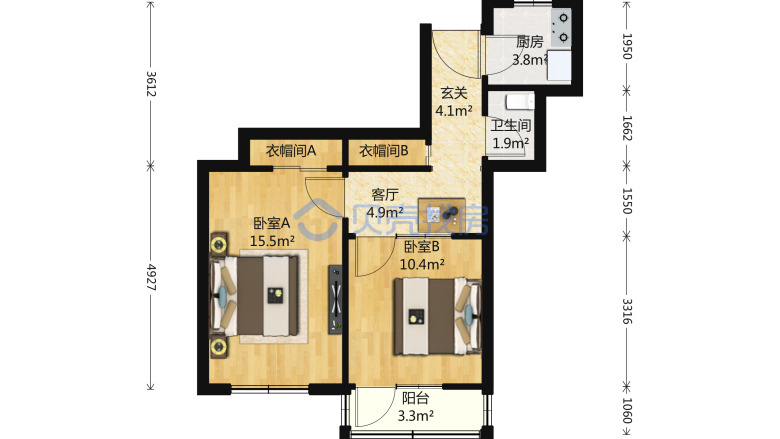 厨房
3.8m²
玄关
4.1m²
卫生间
1.9m²
衣帽间A
衣帽间B
客厅
4.9m²
卧室A
15.5m²
贝壳找房
卧室B
10.4m²
阳台
3.3m²
3612
4927
1950
1662
1550
3316
1060